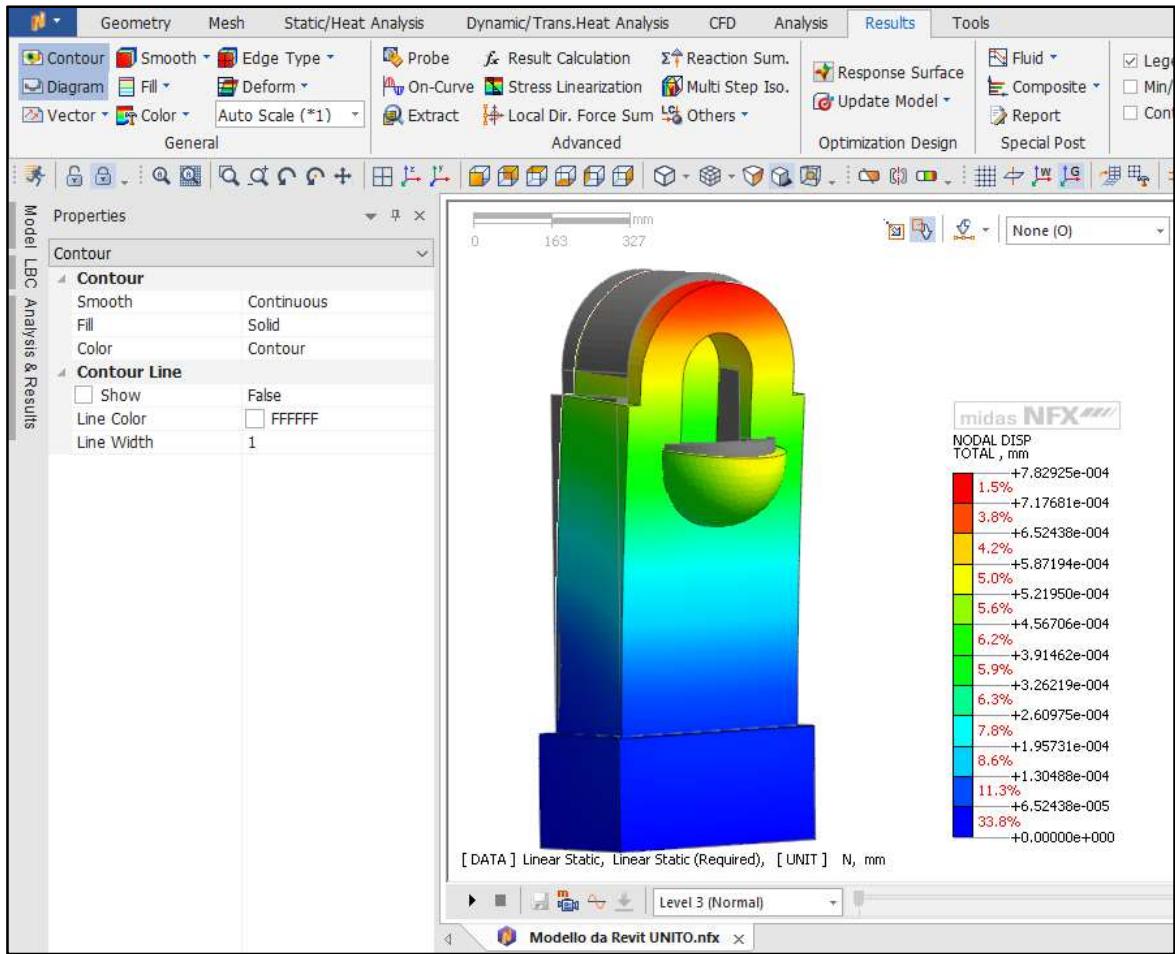 Geometry Mesh Static/Heat Analysis Dynamic/Trans.Heat Analysis CFD Analysis Results Tools
Contour Smooth Edge Type Probe fx Result Calculation Σ Reaction Sum. Response Surface Fluid Lege
Diagram Fill Deform On-Curve Stress Linearization Multi Step Iso. Update Model Composite Min/
Vector Color Auto Scale (*1) Extract Local Dir. Force Sum Others Report Cont
General Advanced Optimization Design Special Post
Model
LBC
Analysis & Results
Properties
Contour
Contour
Smooth Continuous
Fill Solid
Color Contour
Contour Line
Show False
Line Color FFFFFF
Line Width 1
mm
0 163 327
None (O)
midas NFX
NODAL DISP
TOTAL , mm
+7.82925e-004
1.5%
+7.17681e-004
3.8%
+6.52438e-004
4.2%
+5.87194e-004
5.0%
+5.21950e-004
5.6%
+4.56706e-004
6.2%
+3.91462e-004
5.9%
+3.26219e-004
6.3%
+2.60975e-004
7.8%
+1.95731e-004
8.6%
+1.30488e-004
11.3%
+6.52438e-005
33.8%
+0.00000e+000
[ DATA ] Linear Static, Linear Static (Required), [ UNIT ] N, mm
Level 3 (Normal)
Modello da Revit UNITO.nfx